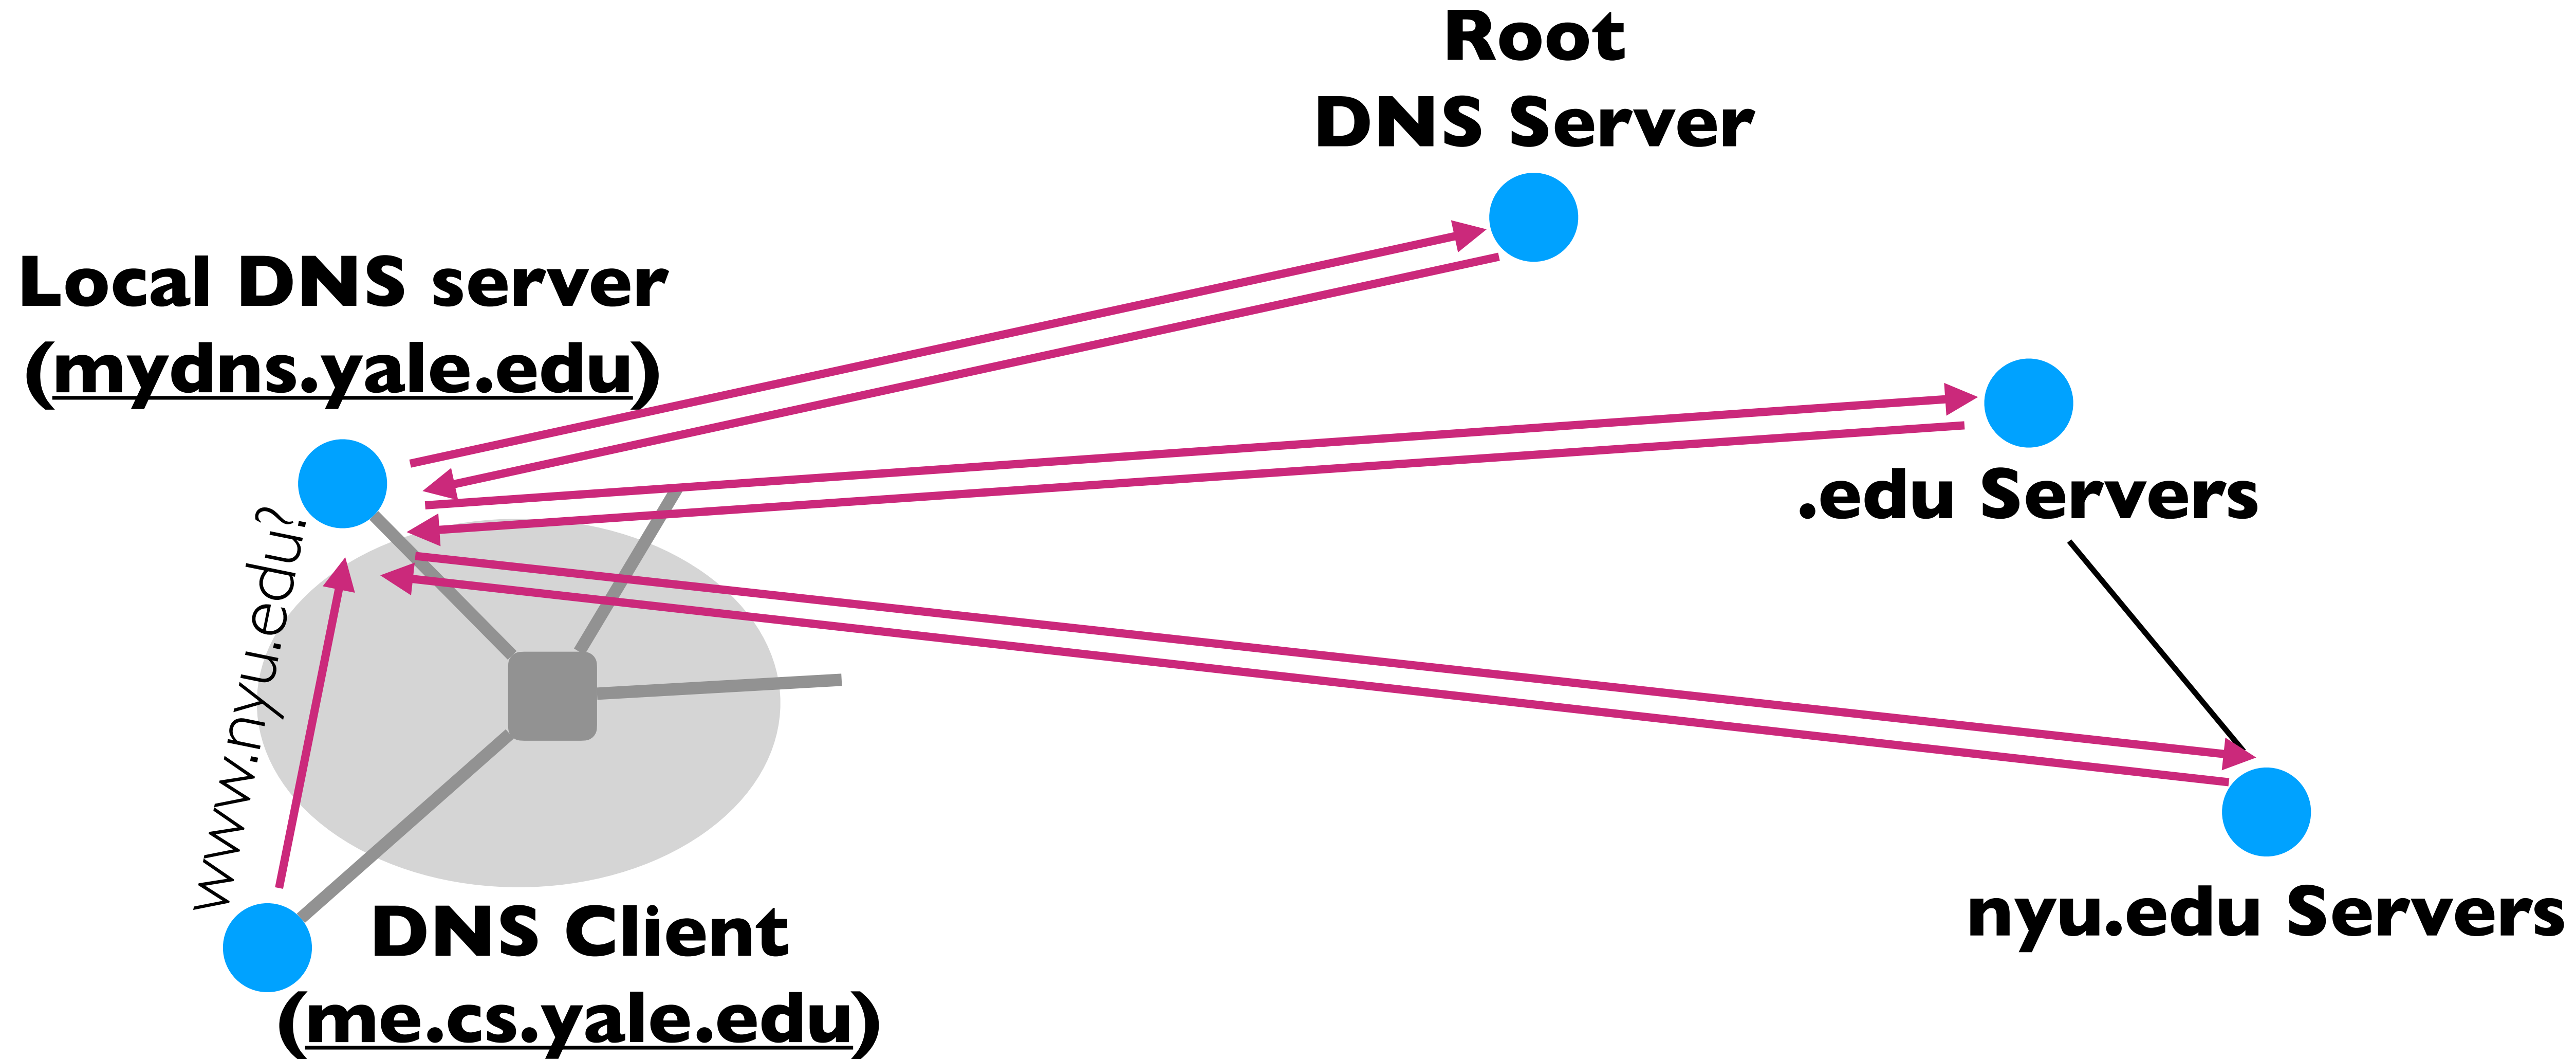 Root
DNS Server
Local DNS server
(mydns.yale.edu)
.edu Servers
www.nyu.edu?
nyu.edu Servers
DNS Client
(me.cs.yale.edu)